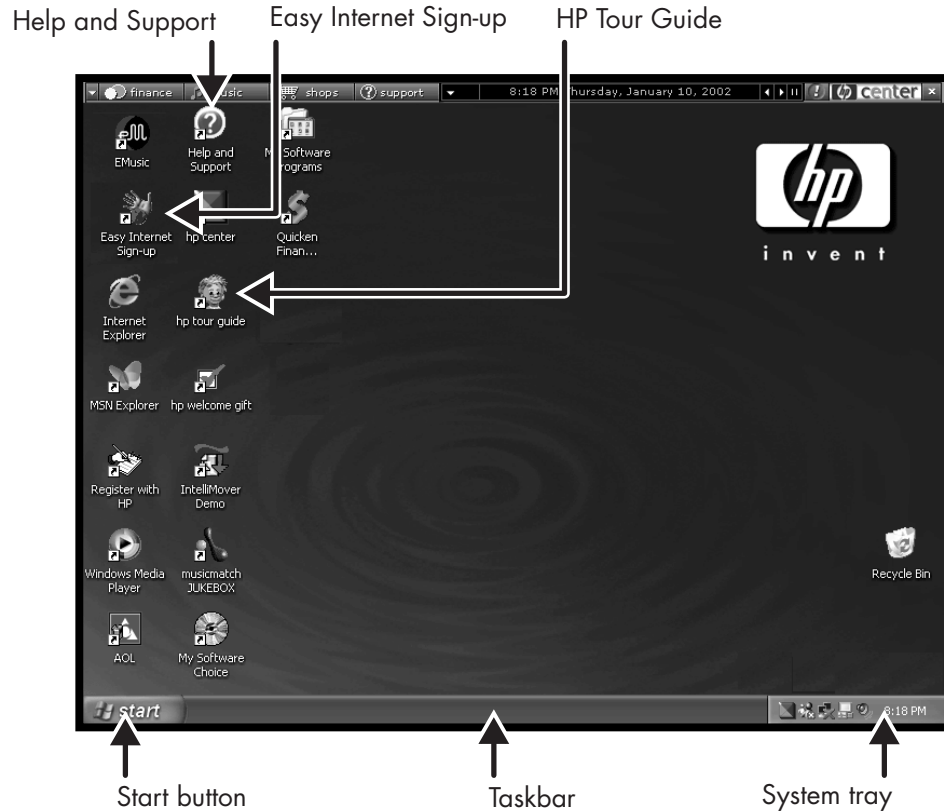 Help and Support
Easy Internet Sign-up
HP Tour Guide
finance
shops
support
8:18 PM
January 10, 2002
hp center
EMusic
Help and
Support
Easy Internet
Sign-up
hp center
Quicken
Finan...
hp
invent
Internet
Explorer
hp tour guide
MSN Explorer
hp welcome gift
Register with
HP
IntelliMover
Demo
Windows Media
Player
musicmatch
JUKEBOX
Recycle Bin
AOL
My Software
Choice
start
8:18 PM
Start button
Taskbar
System tray